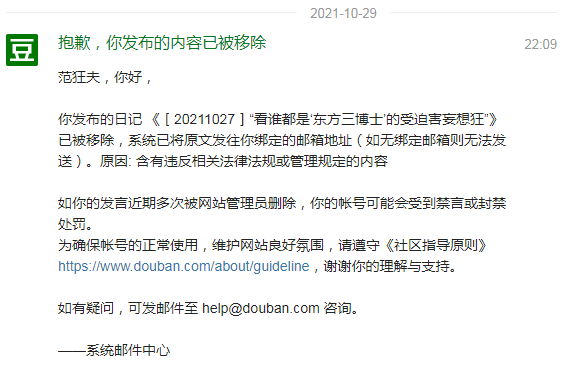 2021-10-29
豆
抱歉，你发布的内容已被移除
22:09
范狂夫，你好，
你发布的日记 《［20211027］“看谁都是‘东方三博士’的受迫害妄想狂”》
已被移除，系统已将原文发往你绑定的邮箱地址（如无绑定邮箱则无法发
送）。原因: 含有违反相关法律法规或管理规定的内容
如你的发言近期多次被网站管理员删除，你的帐号可能会受到禁言或封禁
处罚。
为确保帐号的正常使用，维护网站良好氛围，请遵守《社区指导原则》
https://www.douban.com/about/guideline，谢谢你的理解与支持。
如有疑问，可发邮件至 help@douban.com 咨询。
——系统邮件中心